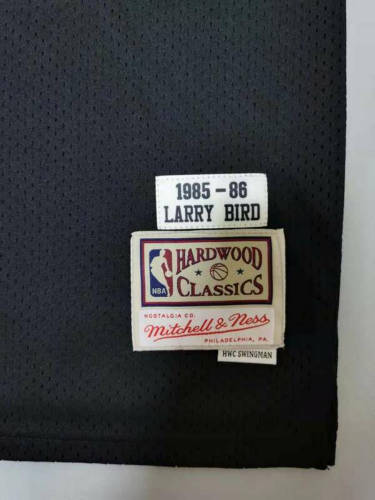 1985-86
LARRY BIRD
HARDWOOD
CLASSICS
NBA
NOSTALGIA CO.
Mitchell & Ness
PHILADELPHIA, PA.
HWC SWINGMAN